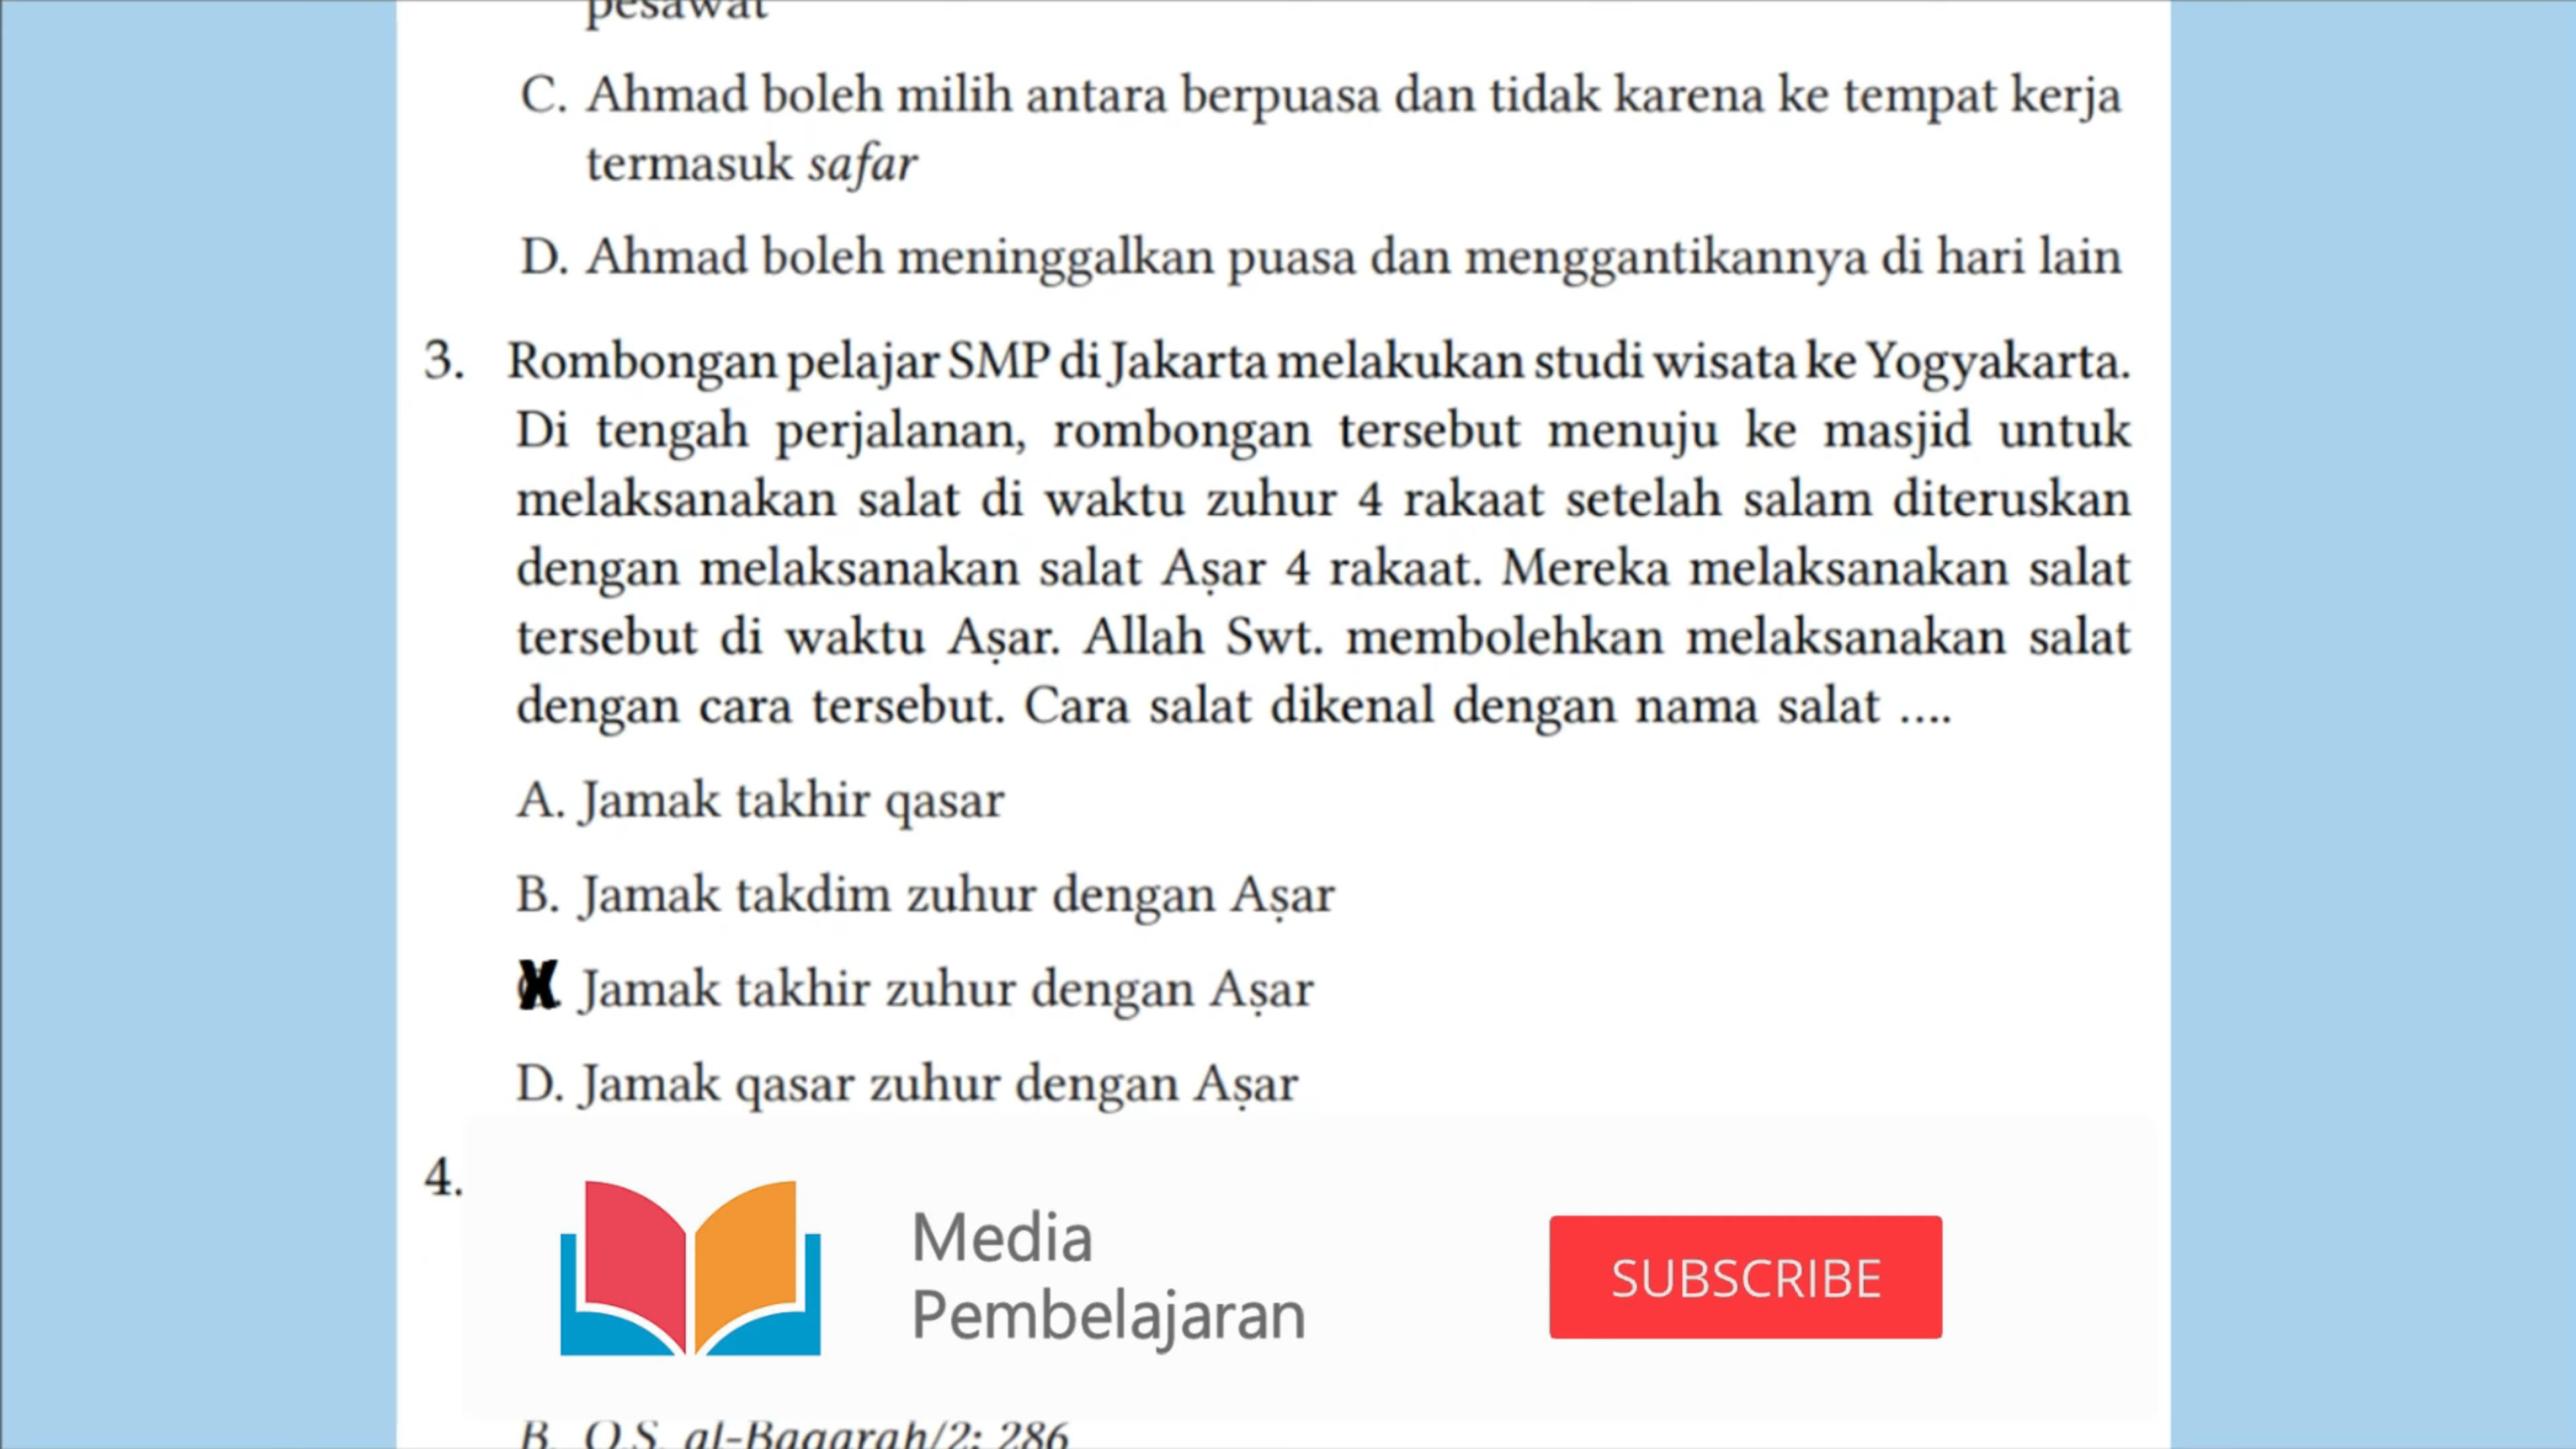 pesawat
C. Ahmad boleh milih antara berpuasa dan tidak karena ke tempat kerja
termasuk safar
D. Ahmad boleh meninggalkan puasa dan menggantikannya di hari lain
3. Rombongan pelajar SMP di Jakarta melakukan studi wisata ke Yogyakarta.
Di tengah perjalanan, rombongan tersebut menuju ke masjid untuk
melaksanakan salat di waktu zuhur 4 rakaat setelah salam diteruskan
dengan melaksanakan salat Aṣar 4 rakaat. Mereka melaksanakan salat
tersebut di waktu Aṣar. Allah Swt. membolehkan melaksanakan salat
dengan cara tersebut. Cara salat dikenal dengan nama salat ....
A. Jamak takhir qasar
B. Jamak takdim zuhur dengan Aṣar
X. Jamak takhir zuhur dengan Aṣar
D. Jamak qasar zuhur dengan Aṣar
4.
Media
Pembelajaran
SUBSCRIBE
B. Q.S. al-Baqarah/2: 286